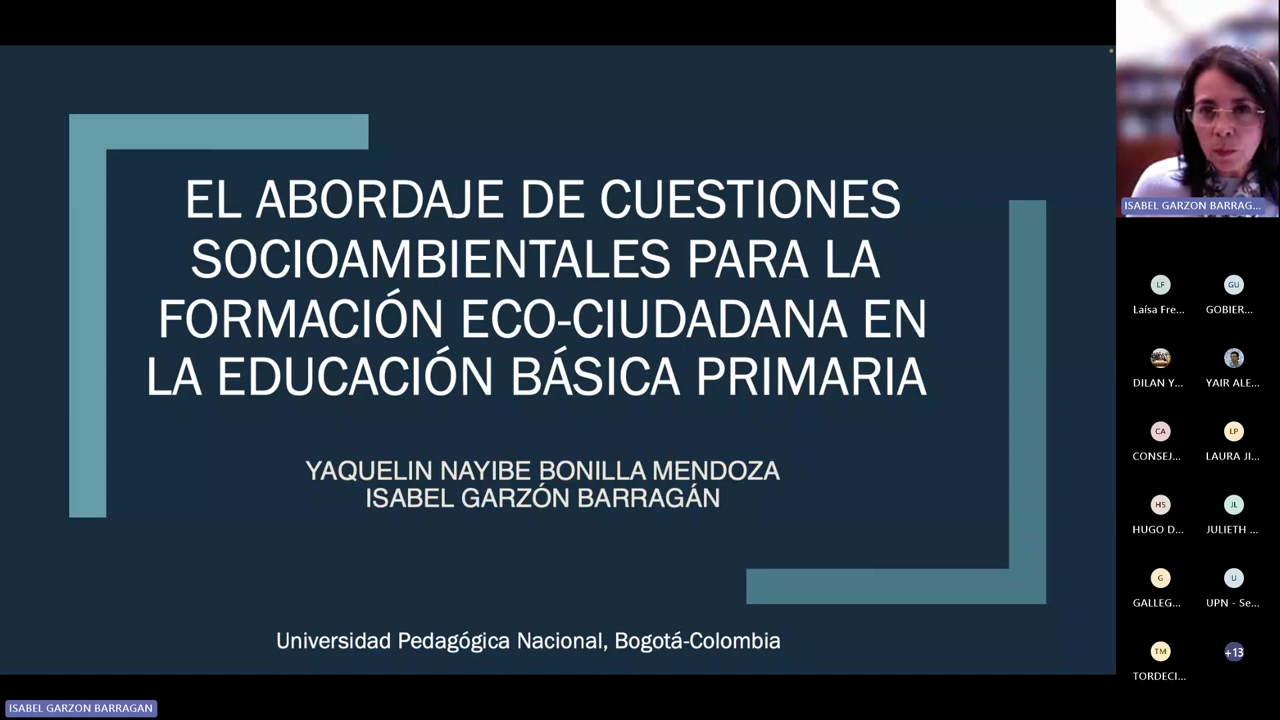 EL ABORDAJE DE CUESTIONES
SOCIOAMBIENTALES PARA LA
FORMACIÓN ECO-CIUDADANA EN
LA EDUCACIÓN BÁSICA PRIMARIA
YAQUELIN NAYIBE BONILLA MENDOZA
ISABEL GARZÓN BARRAGÁN
Universidad Pedagógica Nacional, Bogotá-Colombia
ISABEL GARZON BARRAGAN
ISABEL GARZON BARRAG...
LF
Laísa Fre...
GU
GOBIER...
DILAN Y...
YAIR ALE...
CA
CONSEJ...
LP
LAURA JI...
HS
HUGO D...
JL
JULIETH ...
G
GALLEG...
U
UPN - Se...
TM
TORDECI...
+13